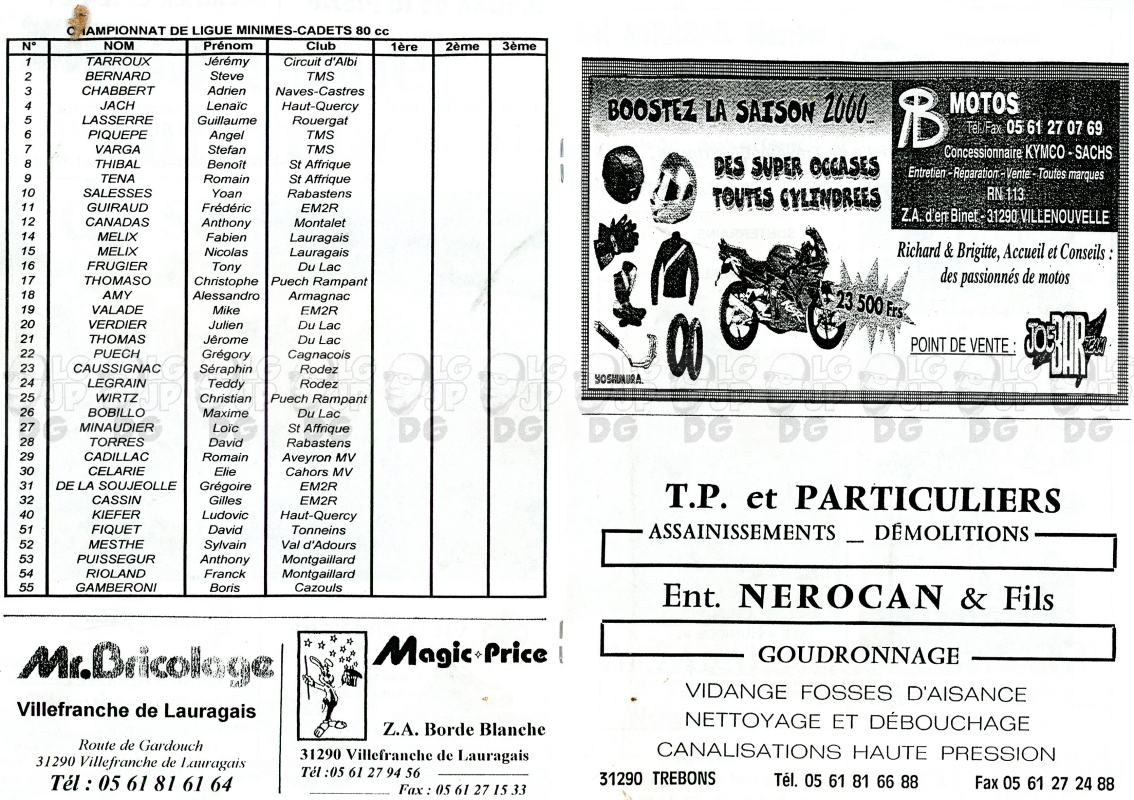 CHAMPIONNAT DE LIGUE MINIMES-CADETS 80 cc
N° NOM Prénom Club 1ère 2ème 3ème
1 TARROUX Jérémy Circuit d'Albi
2 BERNARD Steve TMS
3 CHABBERT Adrien Naves-Castres
4 JACH Lenaïc Haut-Quercy
5 LASSERRE Guillaume Rouergat
6 PIQUEPE Angel TMS
7 VARGA Stefan TMS
8 THIBAL Benoît St Affrique
9 TENA Romain St Affrique
10 SALESSES Yoan Rabastens
11 GUIRAUD Frédéric EM2R
12 CANADAS Anthony Montalet
14 MELIX Fabien Lauragais
15 MELIX Nicolas Lauragais
16 FRUGIER Tony Du Lac
17 THOMASO Christophe Puech Rampant
18 AMY Alessandro Armagnac
19 VALADE Mike EM2R
20 VERDIER Julien Du Lac
21 THOMAS Jérome Du Lac
22 PUECH Grégory Cagnacois
23 CAUSSIGNAC Séraphin Rodez
24 LEGRAIN Teddy Rodez
25 WIRTZ Christian Puech Rampant
26 BOBILLO Maxime Du Lac
27 MINAUDIER Loïc St Affrique
28 TORRES David Rabastens
29 CADILLAC Romain Aveyron MV
30 CELARIE Elie Cahors MV
31 DE LA SOUJEOLLE Grégoire EM2R
32 CASSIN Gilles EM2R
40 KIEFER Ludovic Haut-Quercy
51 FIQUET David Tonneins
52 MESTHE Sylvain Val d'Adours
53 PUISSEGUR Anthony Montgaillard
54 RIOLAND Franck Montgaillard
55 GAMBERONI Boris Cazouls
Mr.Bricolage
Villefranche de Lauragais
Route de Gardouch
31290 Villefranche de Lauragais
Tél : 05 61 81 61 64
Magic Price
Z.A. Borde Blanche
31290 Villefranche de Lauragais
Tél :05 61 27 94 56
Fax : 05 61 27 15 33
BOOSTEZ LA SAISON 2000...
DES SUPER OCCASES
TOUTES CYLINDREES
23 500 Frs
YOSHIMURA.
B MOTOS
Tél/Fax 05 61 27 07 69
Concessionnaire KYMCO - SACHS
Entretien - Réparation - Vente - Toutes marques
RN 113
Z.A. d'en Binet - 31290 VILLENOUVELLE
Richard & Brigitte, Accueil et Conseils :
des passionnés de motos
POINT DE VENTE :
JOE BAR TEAM
T.P. et PARTICULIERS
ASSAINISSEMENTS _ DÉMOLITIONS
Ent. NEROCAN & Fils
GOUDRONNAGE
VIDANGE FOSSES D'AISANCE
NETTOYAGE ET DÉBOUCHAGE
CANALISATIONS HAUTE PRESSION
31290 TREBONS Tél. 05 61 81 66 88 Fax 05 61 27 24 88
LG JP DG